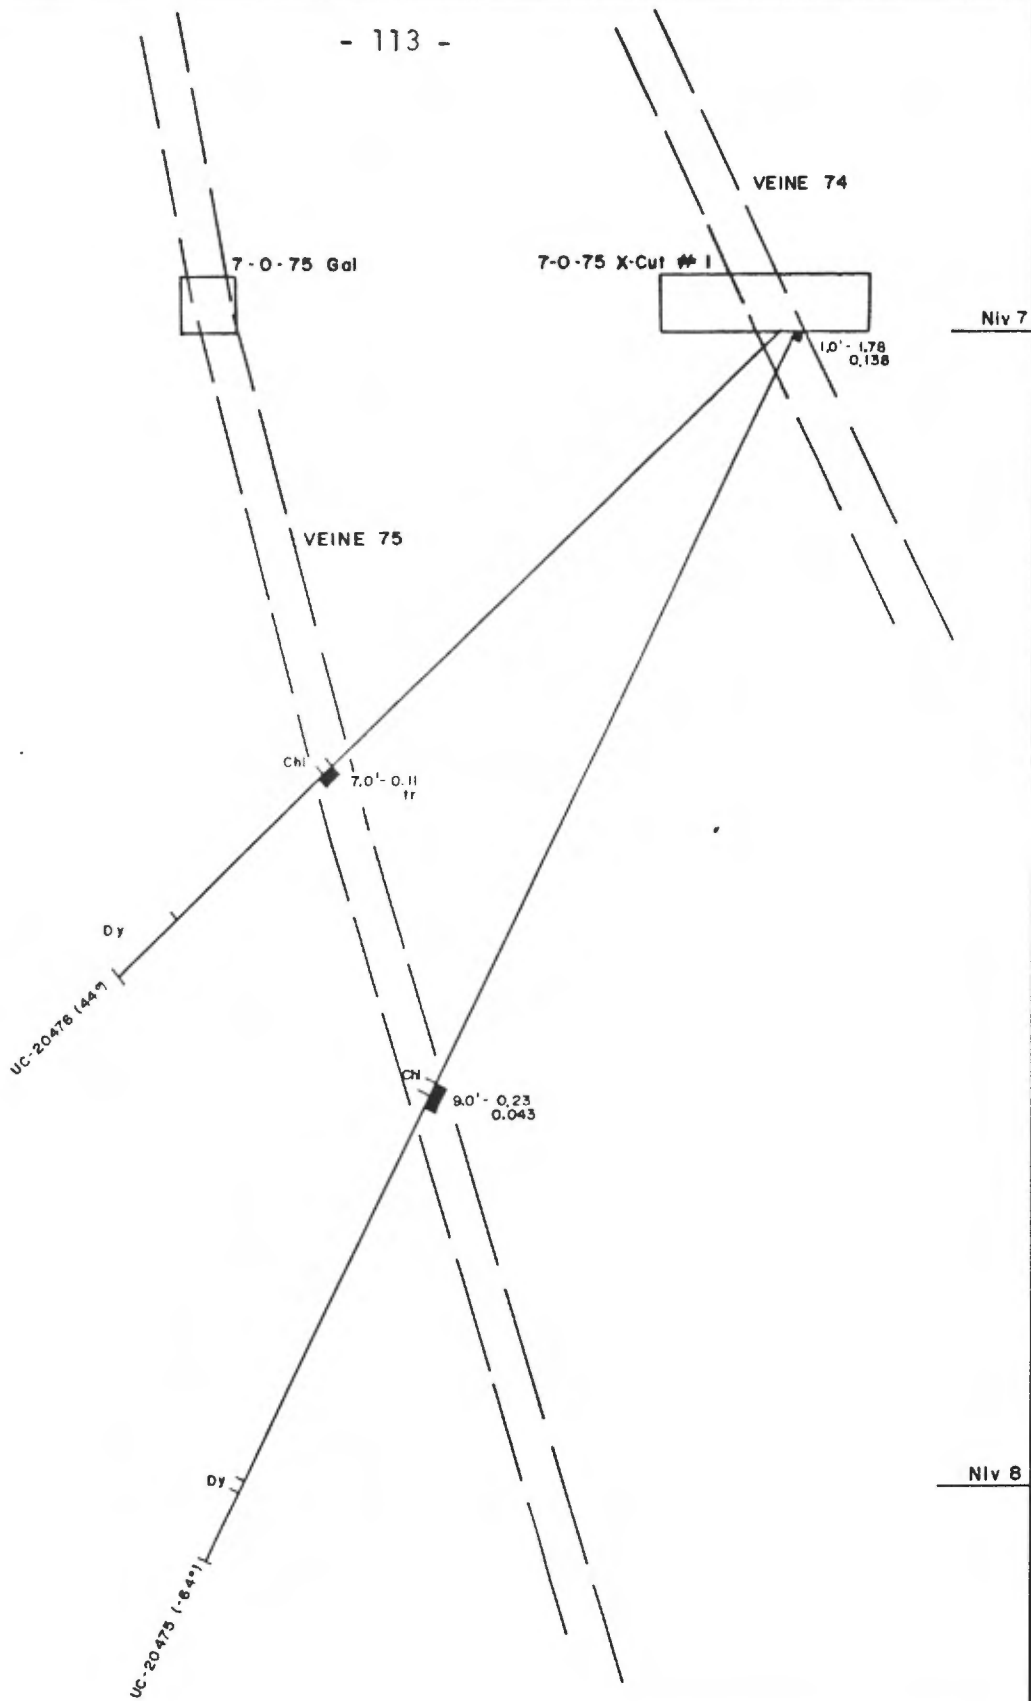 - 113 -
VEINE 74
7-0-75 Gal
7-0-75 X-Cut # 1
Niv 7
1.0' - 1.78
0.138
VEINE 75
Chl
7.0' - 0.11
tr
Dy
UC-20476 (44°)
Chl
9.0' - 0.23
0.043
Dy
Niv 8
UC-20475 (-64°)